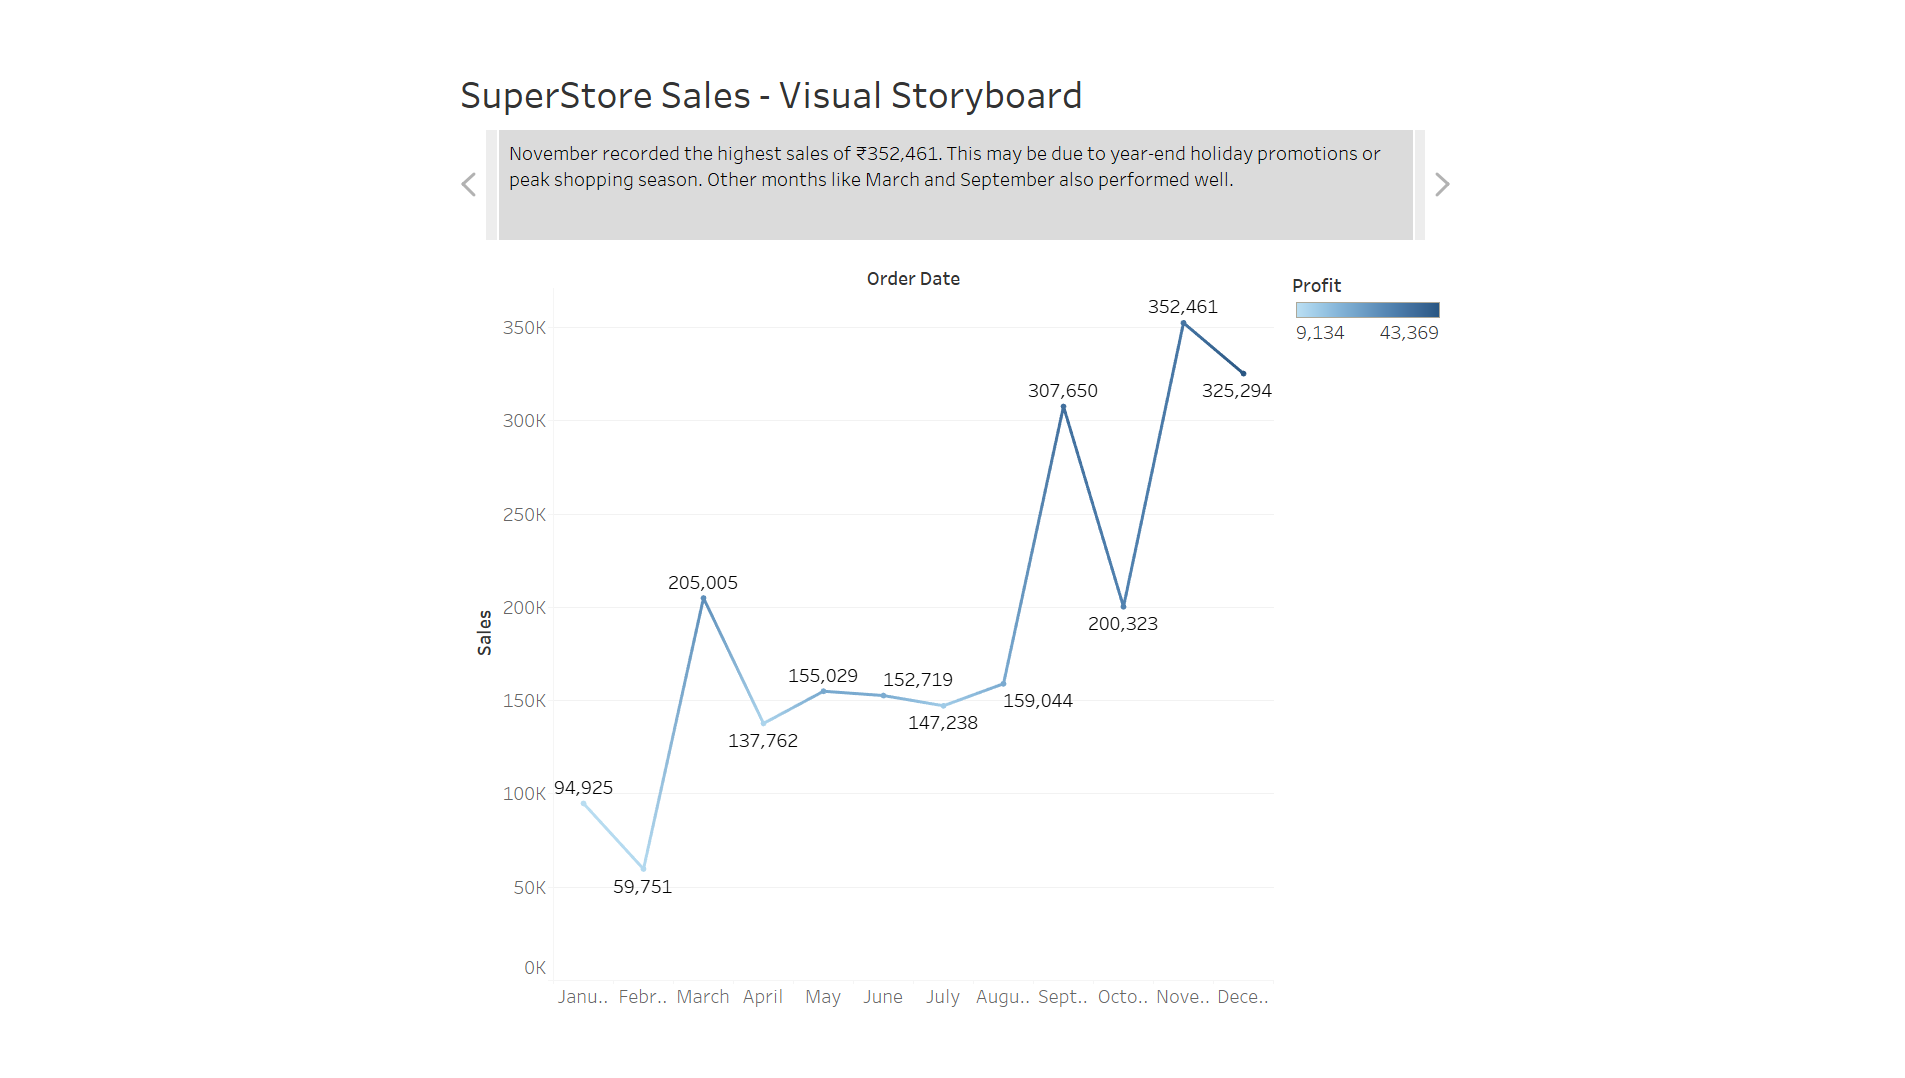 SuperStore Sales - Visual Storyboard
November recorded the highest sales of ₹352,461. This may be due to year-end holiday promotions or
peak shopping season. Other months like March and September also performed well.
Order Date
Profit
9,134 43,369
Sales
350K
300K
250K
200K
150K
100K
50K
0K
94,925
59,751
205,005
137,762
155,029
152,719
147,238
159,044
307,650
200,323
352,461
325,294
Janu.. Febr.. March April May June July Augu.. Sept.. Octo.. Nove.. Dece..